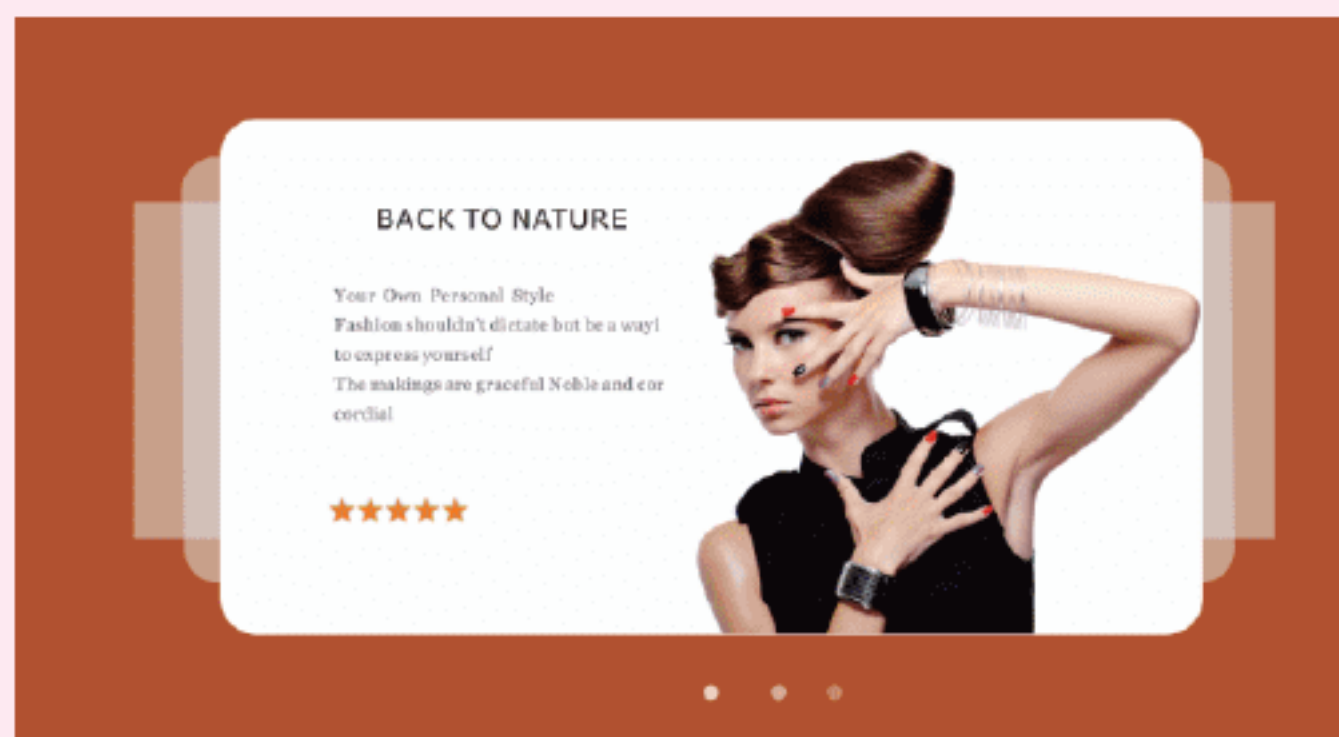 BACK TO NATURE
Your Own Personal Style
Fashion shouldn't dictate but be a way!
to express yourself
The makings are graceful Noble and cor
cordial